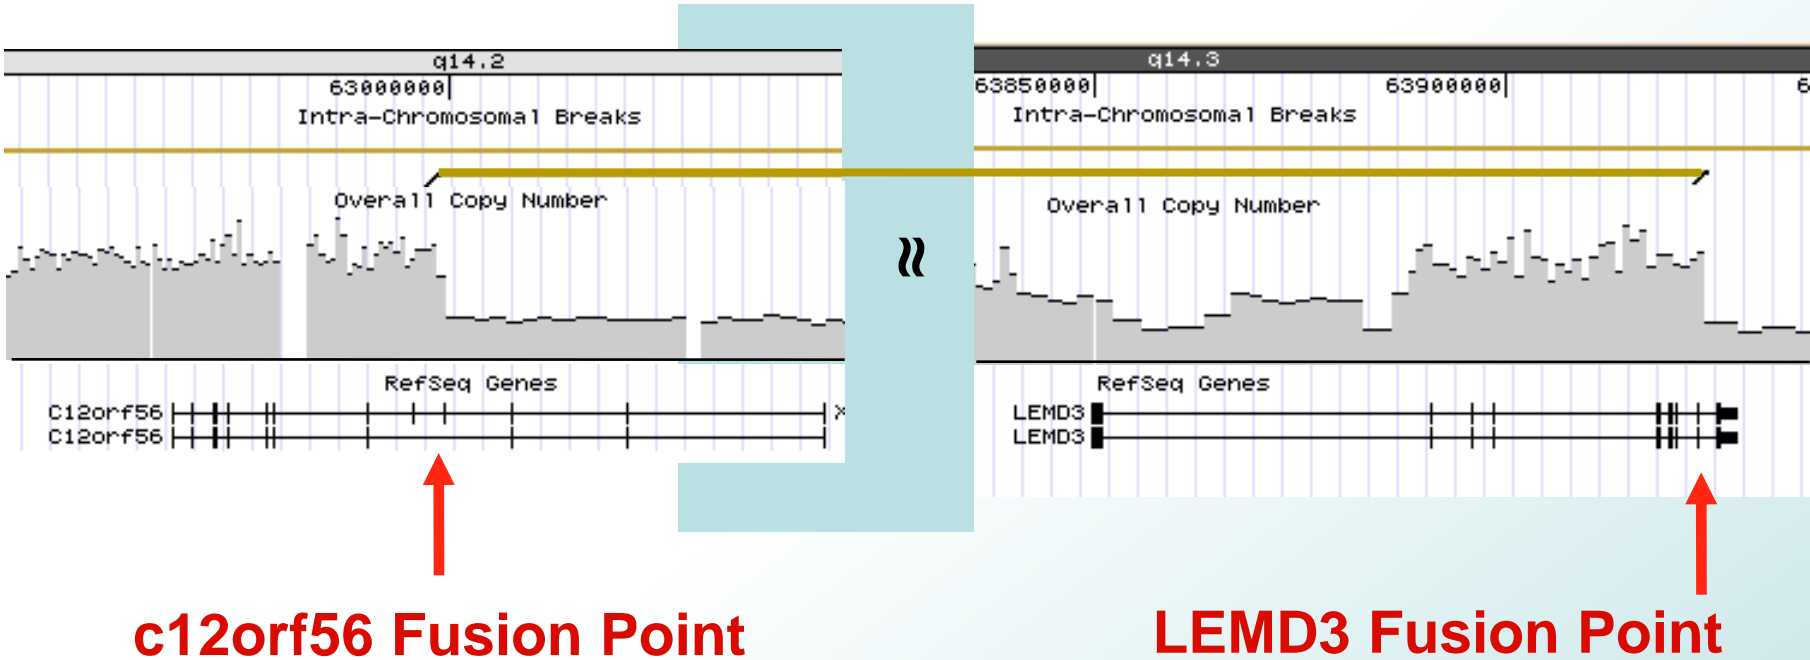 q14.2
63000000
Intra-Chromosomal Breaks
Overall Copy Number
RefSeq Genes
C12orf56
C12orf56
c12orf56 Fusion Point
≈
q14.3
63850000 63900000 6
Intra-Chromosomal Breaks
Overall Copy Number
RefSeq Genes
LEMD3
LEMD3
LEMD3 Fusion Point